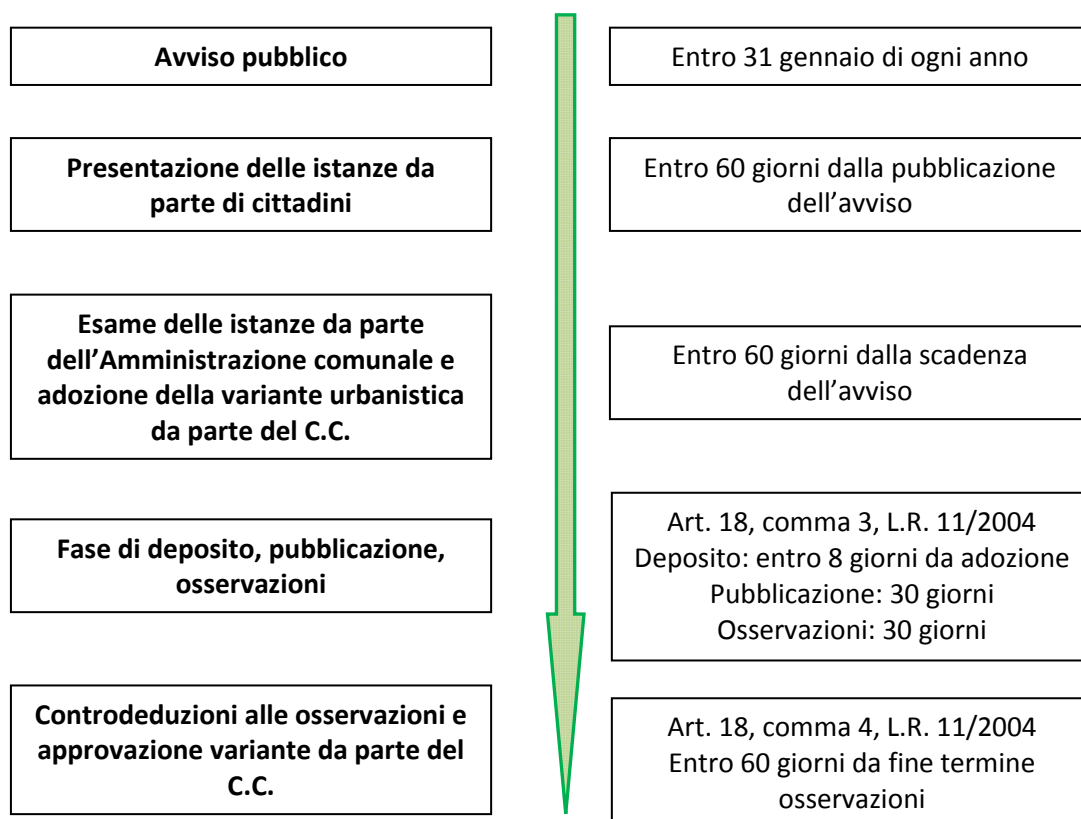 Avviso pubblico
Entro 31 gennaio di ogni anno
Presentazione delle istanze da
parte di cittadini
Entro 60 giorni dalla pubblicazione
dell’avviso
Esame delle istanze da parte
dell’Amministrazione comunale e
adozione della variante urbanistica
da parte del C.C.
Entro 60 giorni dalla scadenza
dell’avviso
Fase di deposito, pubblicazione,
osservazioni
Art. 18, comma 3, L.R. 11/2004
Deposito: entro 8 giorni da adozione
Pubblicazione: 30 giorni
Osservazioni: 30 giorni
Controdeduzioni alle osservazioni e
approvazione variante da parte del
C.C.
Art. 18, comma 4, L.R. 11/2004
Entro 60 giorni da fine termine
osservazioni